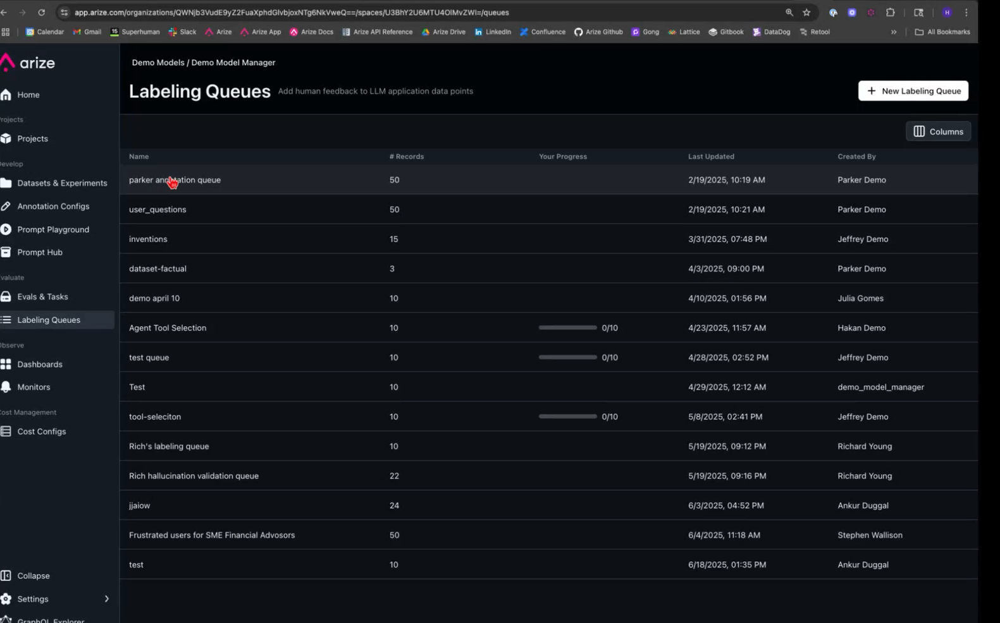 app.arize.com/organizations/QWNjb3VudE9yZ2FuaXphdGlvbjoxNTg6NkVweQ==/spaces/U3BhY2U6MTU4OlMvZWI=/queues
H
Calendar Gmail Superhuman Slack Arize Arize App Arize Docs Arize API Reference Arize Drive LinkedIn Confluence Arize Github Gong Lattice Gitbook DataDog Retool » All Bookmarks
arize
Home
Projects
Projects
Develop
Datasets & Experiments
Annotation Configs
Prompt Playground
Prompt Hub
Evaluate
Evals & Tasks
Labeling Queues
Observe
Dashboards
Monitors
Cost Management
Cost Configs
Collapse
Settings
GraphQL Explorer
Demo Models / Demo Model Manager
Labeling Queues Add human feedback to LLM application data points
+ New Labeling Queue
Columns
Name # Records Your Progress Last Updated Created By
parker annotation queue 50 2/19/2025, 10:19 AM Parker Demo
user_questions 50 2/19/2025, 10:21 AM Parker Demo
inventions 15 3/31/2025, 07:48 PM Jeffrey Demo
dataset-factual 3 4/3/2025, 09:00 PM Parker Demo
demo april 10 10 4/10/2025, 01:56 PM Julia Gomes
Agent Tool Selection 10 0/10 4/23/2025, 11:57 AM Hakan Demo
test queue 10 0/10 4/28/2025, 02:52 PM Jeffrey Demo
Test 10 4/29/2025, 12:12 AM demo_model_manager
tool-seleciton 10 0/10 5/8/2025, 02:41 PM Jeffrey Demo
Rich's labeling queue 10 5/19/2025, 09:12 PM Richard Young
Rich hallucination validation queue 22 5/19/2025, 09:16 PM Richard Young
jjaiow 24 6/3/2025, 04:52 PM Ankur Duggal
Frustrated users for SME Financial Advosors 50 6/4/2025, 11:18 AM Stephen Wallison
test 10 6/18/2025, 01:35 PM Ankur Duggal